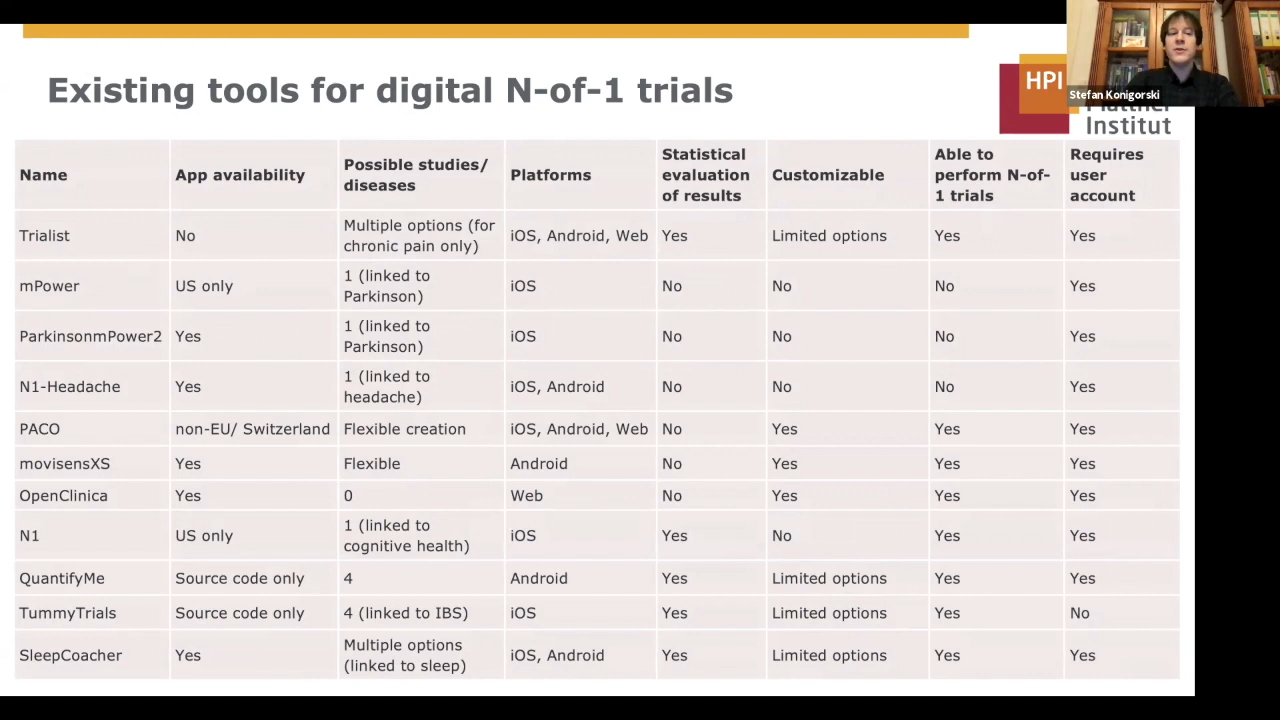 Existing tools for digital N-of-1 trials
HPI
Stefan Konigorski
Institut
Name App availability Possible studies/ diseases Platforms Statistical evaluation of results Customizable Able to perform N-of-1 trials Requires user account
Trialist No Multiple options (for chronic pain only) iOS, Android, Web Yes Limited options Yes Yes
mPower US only 1 (linked to Parkinson) iOS No No No Yes
ParkinsonmPower2 Yes 1 (linked to Parkinson) iOS No No No Yes
N1-Headache Yes 1 (linked to headache) iOS, Android No No No Yes
PACO non-EU/ Switzerland Flexible creation iOS, Android, Web No Yes Yes Yes
movisensXS Yes Flexible Android No Yes Yes Yes
OpenClinica Yes 0 Web No Yes Yes Yes
N1 US only 1 (linked to cognitive health) iOS Yes No Yes Yes
QuantifyMe Source code only 4 Android Yes Limited options Yes Yes
TummyTrials Source code only 4 (linked to IBS) iOS Yes Limited options Yes No
SleepCoacher Yes Multiple options (linked to sleep) iOS, Android Yes Limited options Yes Yes